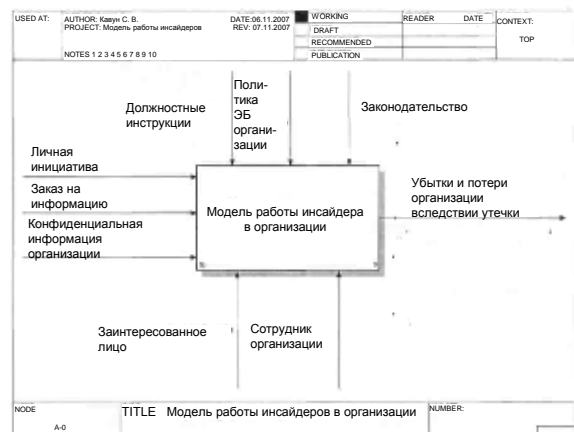 USED AT:
AUTHOR: Кавун С. В.
DATE:06.11.2007
PROJECT: Модель работы инсайдеров
REV: 07.11.2007
NOTES 1 2 3 4 5 6 7 8 9 10
WORKING
DRAFT
RECOMMENDED
PUBLICATION
READER
DATE
CONTEXT:
TOP
Должностные
инструкции
Поли-
тика
ЭБ
органи-
зации
Законодательство
Личная
инициатива
Заказ на
информацию
Конфиденциальная
информация
организации
Модель работы инсайдера
в организации
Убытки и потери
организации
вследствии утечки
Заинтересованное
лицо
Сотрудник
организации
NODE
A-0
TITLE Модель работы инсайдеров в организации
NUMBER: